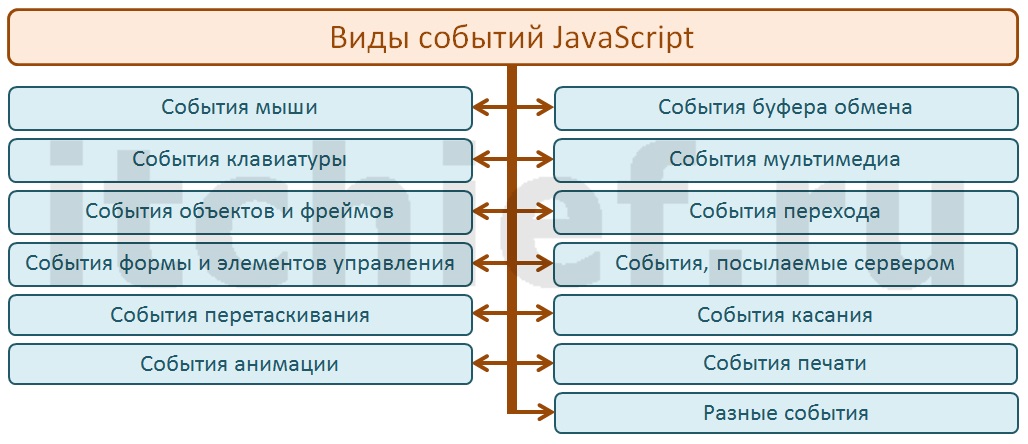 Виды событий JavaScript
События мыши
События буфера обмена
События клавиатуры
События мультимедиа
События объектов и фреймов
События перехода
События формы и элементов управления
События, посылаемые сервером
События перетаскивания
События касания
События анимации
События печати
Разные события
itchief.ru